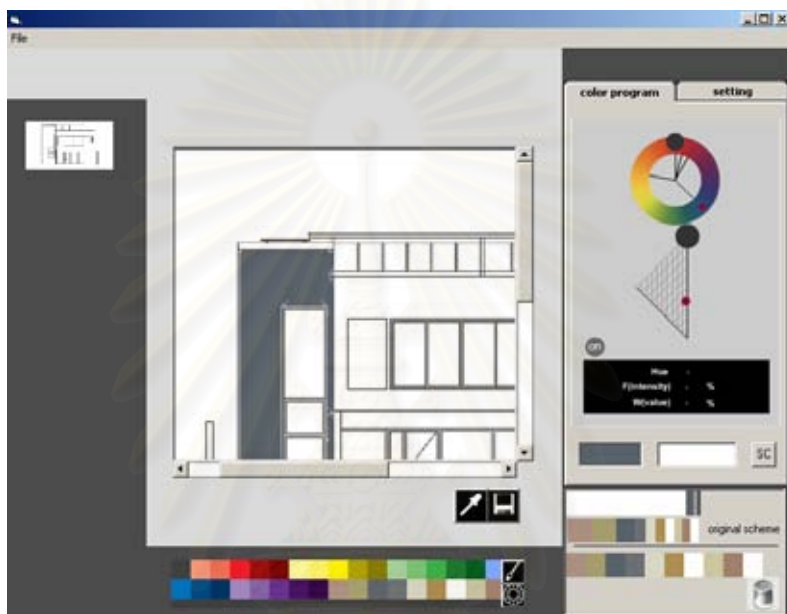 File
color program
setting
on
Hue -
F(intensity) - %
W(value) - %
SC
original scheme